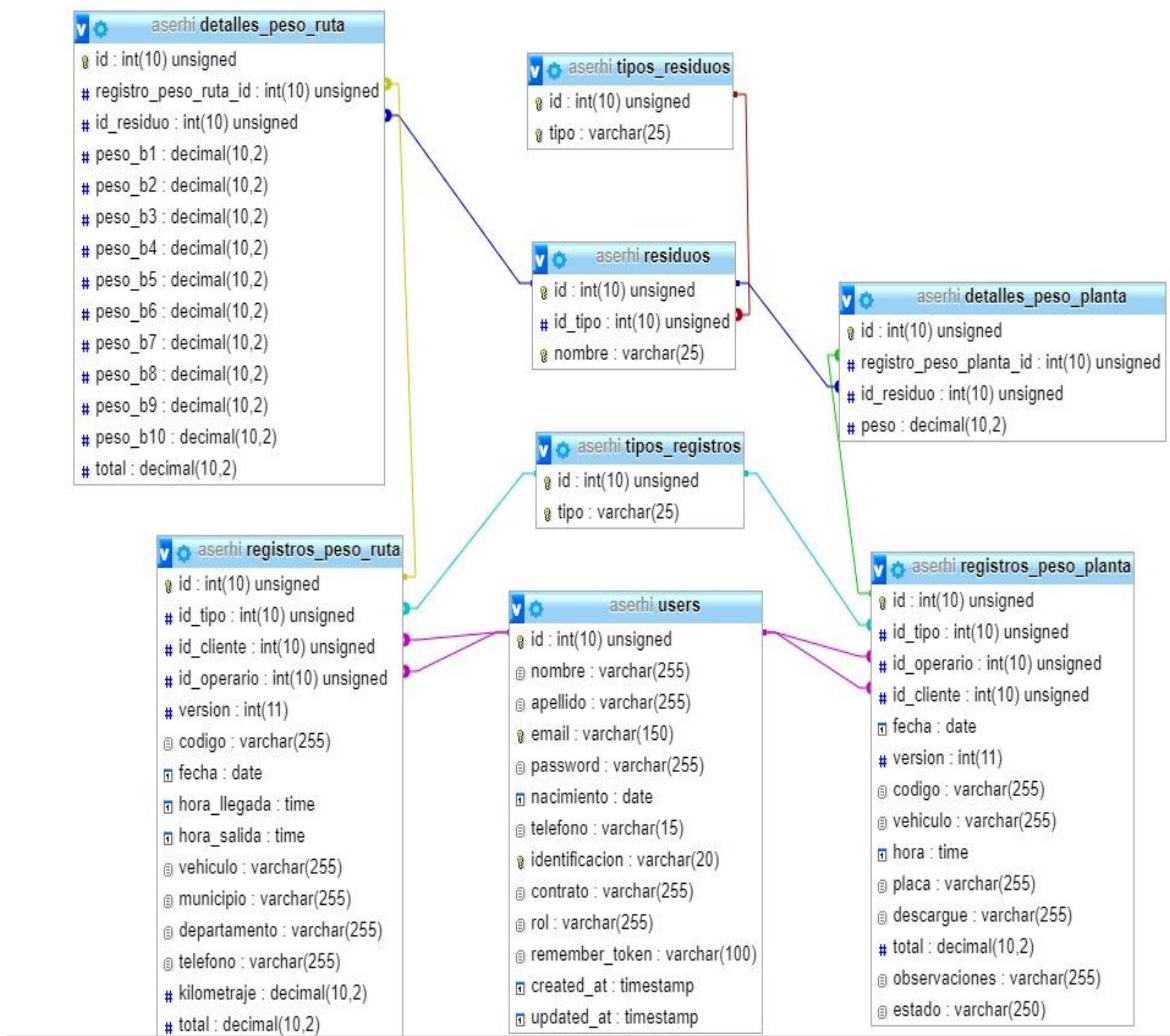 aserhi detalles_peso_ruta
id : int(10) unsigned
registro_peso_ruta_id : int(10) unsigned
id_residuo : int(10) unsigned
peso_b1 : decimal(10,2)
peso_b2 : decimal(10,2)
peso_b3 : decimal(10,2)
peso_b4 : decimal(10,2)
peso_b5 : decimal(10,2)
peso_b6 : decimal(10,2)
peso_b7 : decimal(10,2)
peso_b8 : decimal(10,2)
peso_b9 : decimal(10,2)
peso_b10 : decimal(10,2)
total : decimal(10,2)
aserhi tipos_residuos
id : int(10) unsigned
tipo : varchar(25)
aserhi residuos
id : int(10) unsigned
id_tipo : int(10) unsigned
nombre : varchar(25)
aserhi detalles_peso_planta
id : int(10) unsigned
registro_peso_planta_id : int(10) unsigned
id_residuo : int(10) unsigned
peso : decimal(10,2)
aserhi tipos_registros
id : int(10) unsigned
tipo : varchar(25)
aserhi registros_peso_ruta
id : int(10) unsigned
id_tipo : int(10) unsigned
id_cliente : int(10) unsigned
id_operario : int(10) unsigned
version : int(11)
codigo : varchar(255)
fecha : date
hora_llegada : time
hora_salida : time
vehiculo : varchar(255)
municipio : varchar(255)
departamento : varchar(255)
telefono : varchar(255)
kilometraje : decimal(10,2)
total : decimal(10,2)
aserhi users
id : int(10) unsigned
nombre : varchar(255)
apellido : varchar(255)
email : varchar(150)
password : varchar(255)
nacimiento : date
telefono : varchar(15)
identificacion : varchar(20)
contrato : varchar(255)
rol : varchar(255)
remember_token : varchar(100)
created_at : timestamp
updated_at : timestamp
aserhi registros_peso_planta
id : int(10) unsigned
id_tipo : int(10) unsigned
id_operario : int(10) unsigned
id_cliente : int(10) unsigned
fecha : date
version : int(11)
codigo : varchar(255)
vehiculo : varchar(255)
hora : time
placa : varchar(255)
descargue : varchar(255)
total : decimal(10,2)
observaciones : varchar(255)
estado : varchar(250)